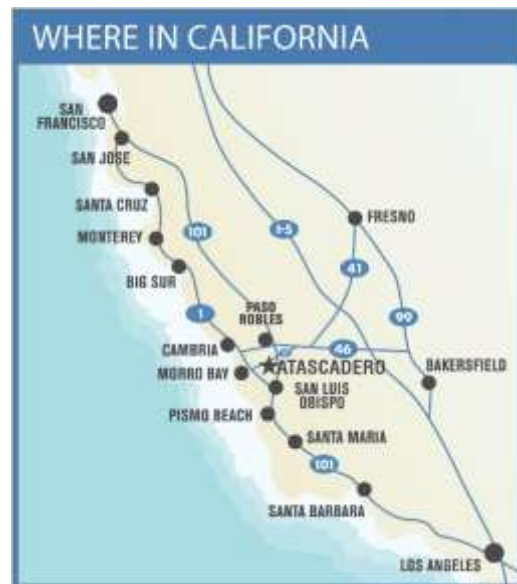 WHERE IN CALIFORNIA
SAN
FRANCISCO
SAN JOSE
SANTA CRUZ
MONTEREY
101
I-5
FRESNO
41
BIG SUR
1
PASO
ROBLES
99
CAMBRIA
46
MORRO BAY
ATASCADERO
BAKERSFIELD
SAN LUIS
OBISPO
PISMO BEACH
SANTA MARIA
101
SANTA BARBARA
LOS ANGELES